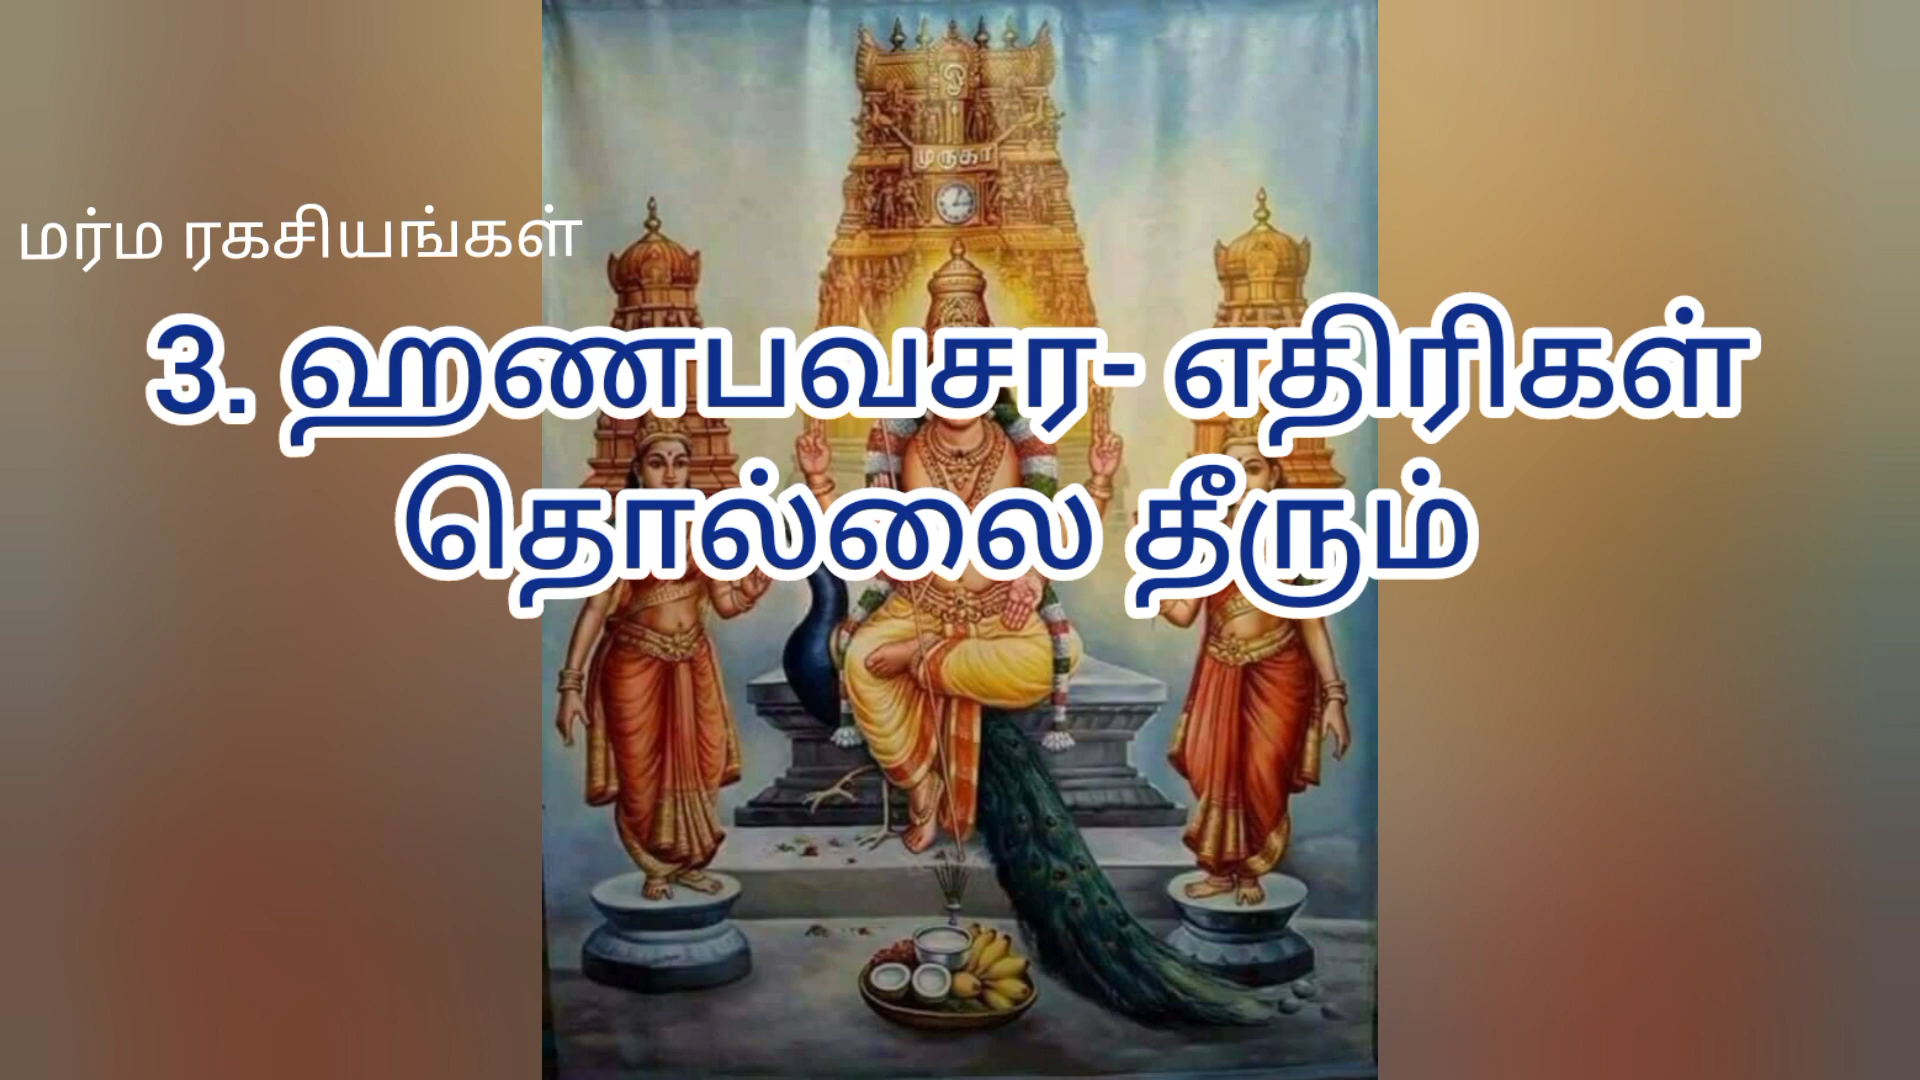 ஓ
முருகா
மர்ம ரகசியங்கள்
3. ஹணபவசர- எதிரிகள்
தொல்லை தீரும்